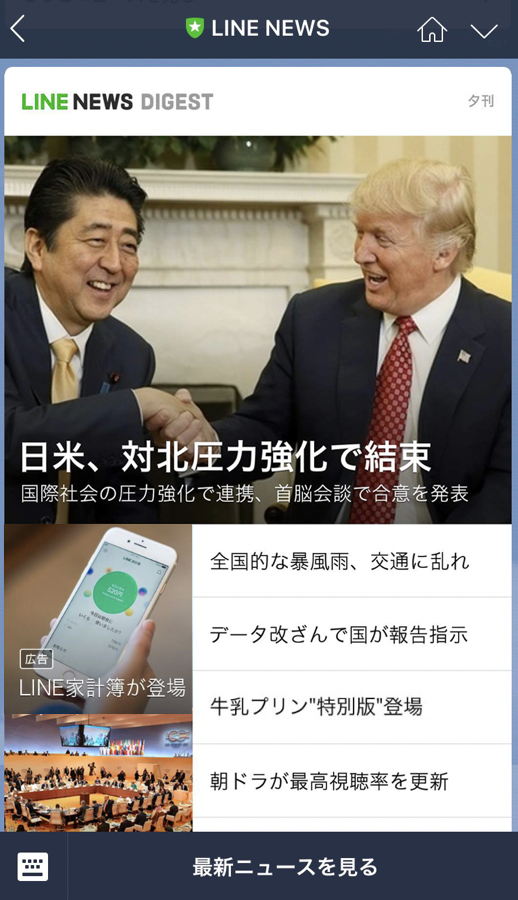 LINE NEWS
LINE NEWS DIGEST
夕刊
日米、対北圧力強化で結束
国際社会の圧力強化で連携、首脳会談で合意を発表
広告
LINE家計簿が登場
全国的な暴風雨、交通に乱れ
データ改ざんで国が報告指示
牛乳プリン"特別版"登場
朝ドラが最高視聴率を更新
最新ニュースを見る